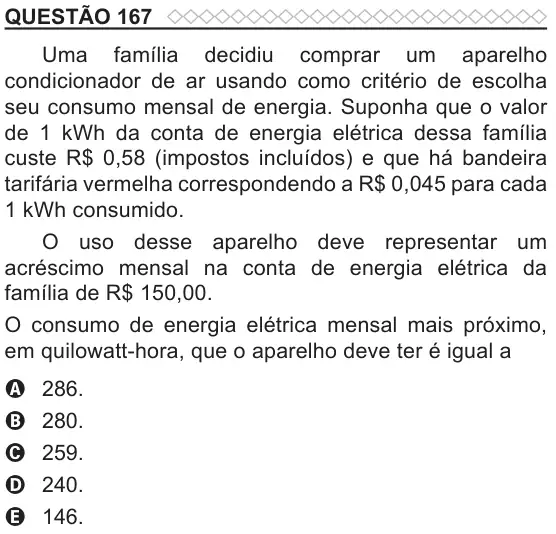 QUESTÃO 167
Uma família decidiu comprar um aparelho
condicionador de ar usando como critério de escolha
seu consumo mensal de energia. Suponha que o valor
de 1 kWh da conta de energia elétrica dessa família
custe R$ 0,58 (impostos incluídos) e que há bandeira
tarifária vermelha correspondendo a R$ 0,045 para cada
1 kWh consumido.
O uso desse aparelho deve representar um
acréscimo mensal na conta de energia elétrica da
família de R$ 150,00.
O consumo de energia elétrica mensal mais próximo,
em quilowatt-hora, que o aparelho deve ter é igual a
A 286.
B 280.
C 259.
D 240.
E 146.